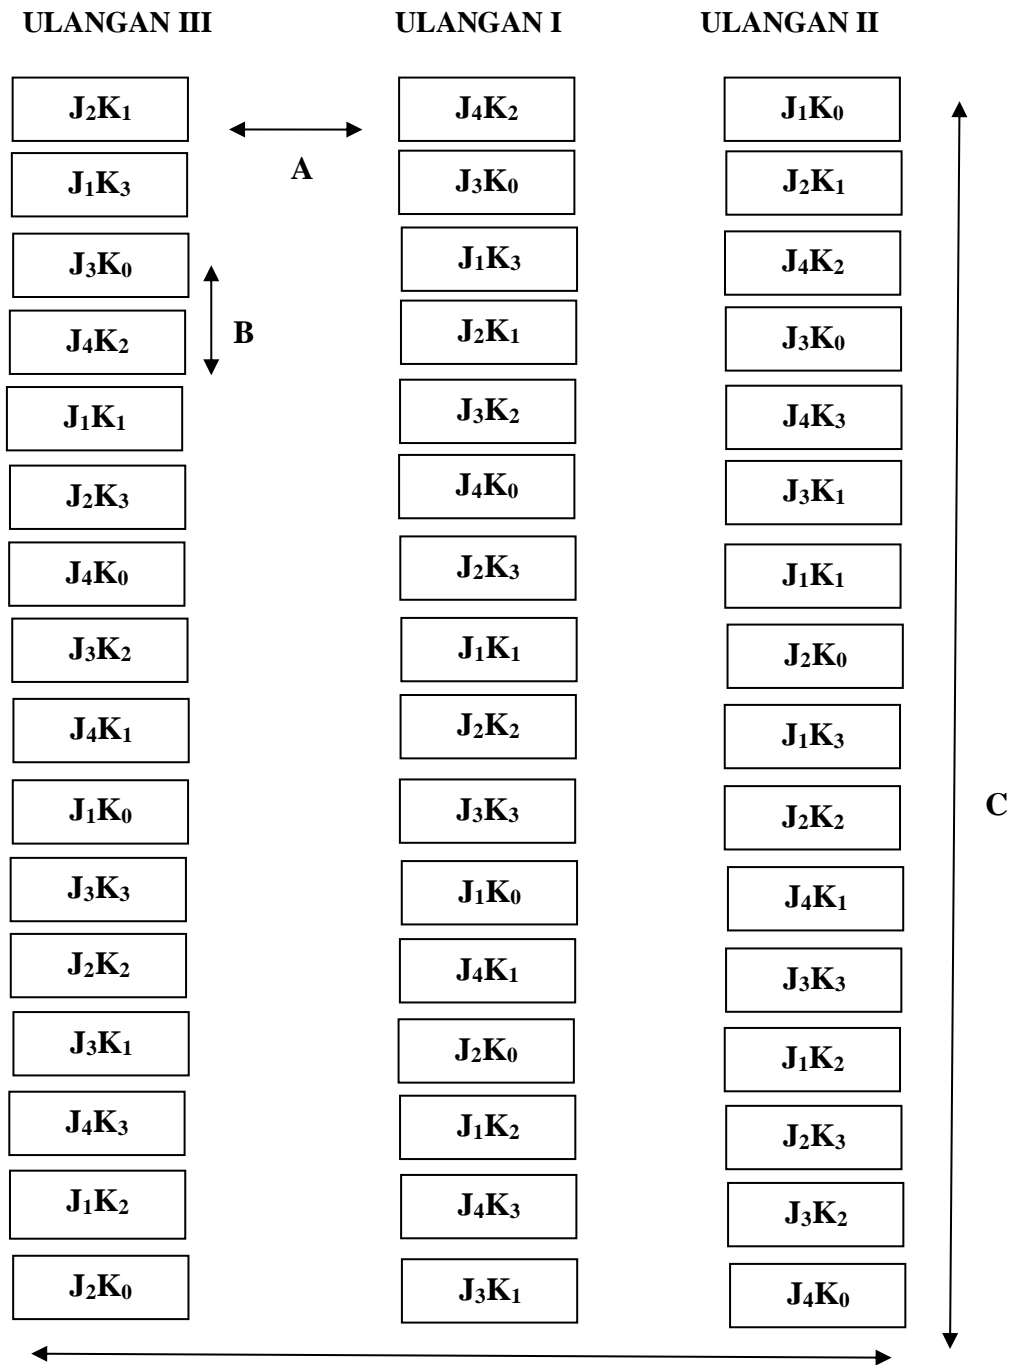 ULANGAN III ULANGAN I ULANGAN II
J₂K₁ J₄K₂ J₁K₀
A
J₁K₃ J₃K₀ J₂K₁
J₃K₀ J₁K₃ J₄K₂
B
J₄K₂ J₂K₁ J₃K₀
J₁K₁ J₃K₂ J₄K₃
J₂K₃ J₄K₀ J₃K₁
J₄K₀ J₂K₃ J₁K₁
J₃K₂ J₁K₁ J₂K₀
J₄K₁ J₂K₂ J₁K₃
C
J₁K₀ J₃K₃ J₂K₂
J₃K₃ J₁K₀ J₄K₁
J₂K₂ J₄K₁ J₃K₃
J₃K₁ J₂K₀ J₁K₂
J₄K₃ J₁K₂ J₂K₃
J₁K₂ J₄K₃ J₃K₂
J₂K₀ J₃K₁ J₄K₀